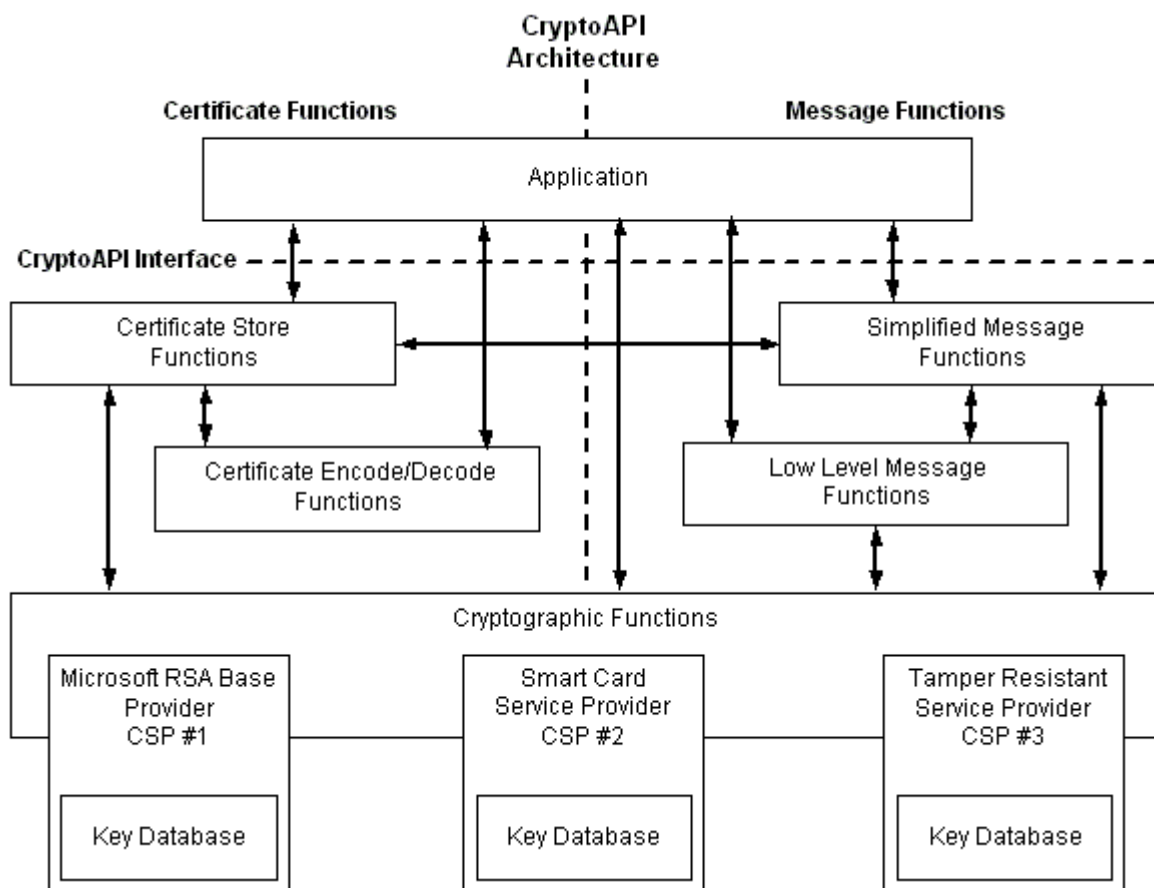 CryptoAPI
Architecture
Certificate Functions
Message Functions
Application
CryptoAPI Interface
Certificate Store
Functions
Simplified Message
Functions
Certificate Encode/Decode
Functions
Low Level Message
Functions
Cryptographic Functions
Microsoft RSA Base
Provider
CSP #1
Smart Card
Service Provider
CSP #2
Tamper Resistant
Service Provider
CSP #3
Key Database
Key Database
Key Database